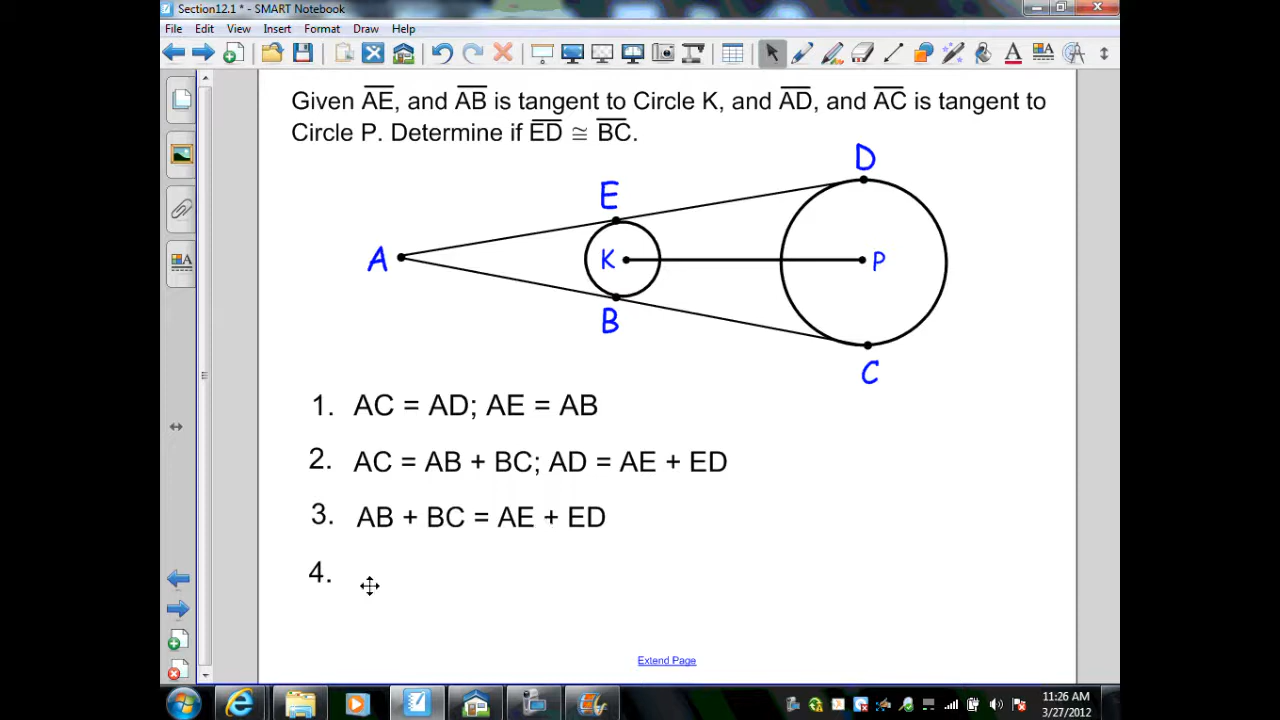 Section12.1 * - SMART Notebook
File Edit View Insert Format Draw Help
Given AE, and AB is tangent to Circle K, and AD, and AC is tangent to
Circle P. Determine if ED ≅ BC.
D
E
A
K
P
B
C
1. AC = AD; AE = AB
2. AC = AB + BC; AD = AE + ED
3. AB + BC = AE + ED
4.
Extend Page
11:26 AM
3/27/2012